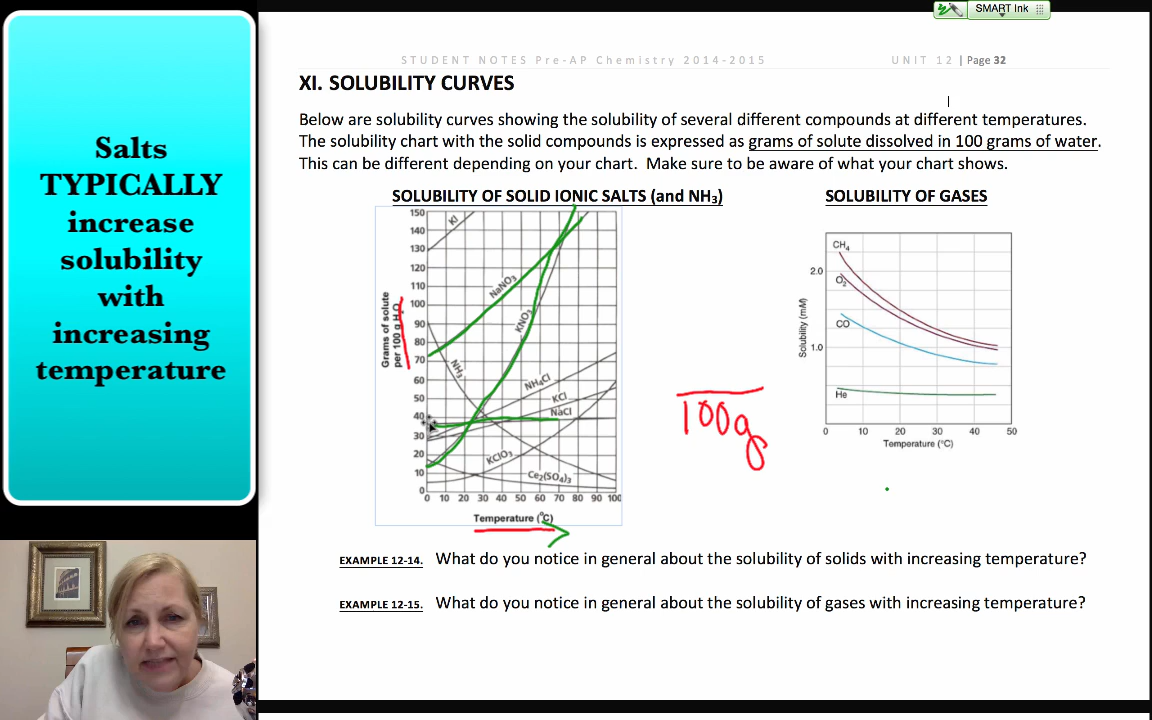 SMART Ink
Salts
TYPICALLY
increase
solubility
with
increasing
temperature
STUDENT NOTES Pre-AP Chemistry 2014-2015 UNIT 12 | Page 32
XI. SOLUBILITY CURVES
Below are solubility curves showing the solubility of several different compounds at different temperatures.
The solubility chart with the solid compounds is expressed as grams of solute dissolved in 100 grams of water.
This can be different depending on your chart. Make sure to be aware of what your chart shows.
SOLUBILITY OF SOLID IONIC SALTS (and NH₃)
150
140
130
120
110
100
90
80
70
60
50
40
30
20
10
0
Grams of solute
per 100 g H₂O
KI
NaNO₃
KNO₃
NH₃
NH₄Cl
KCl
NaCl
KClO₃
Ce₂(SO₄)₃
0 10 20 30 40 50 60 70 80 90 100
Temperature (°C)
100g
SOLUBILITY OF GASES
CH₄
2.0
O₂
CO
Solubility (mM)
1.0
He
0 10 20 30 40 50
Temperature (°C)
EXAMPLE 12-14. What do you notice in general about the solubility of solids with increasing temperature?
EXAMPLE 12-15. What do you notice in general about the solubility of gases with increasing temperature?